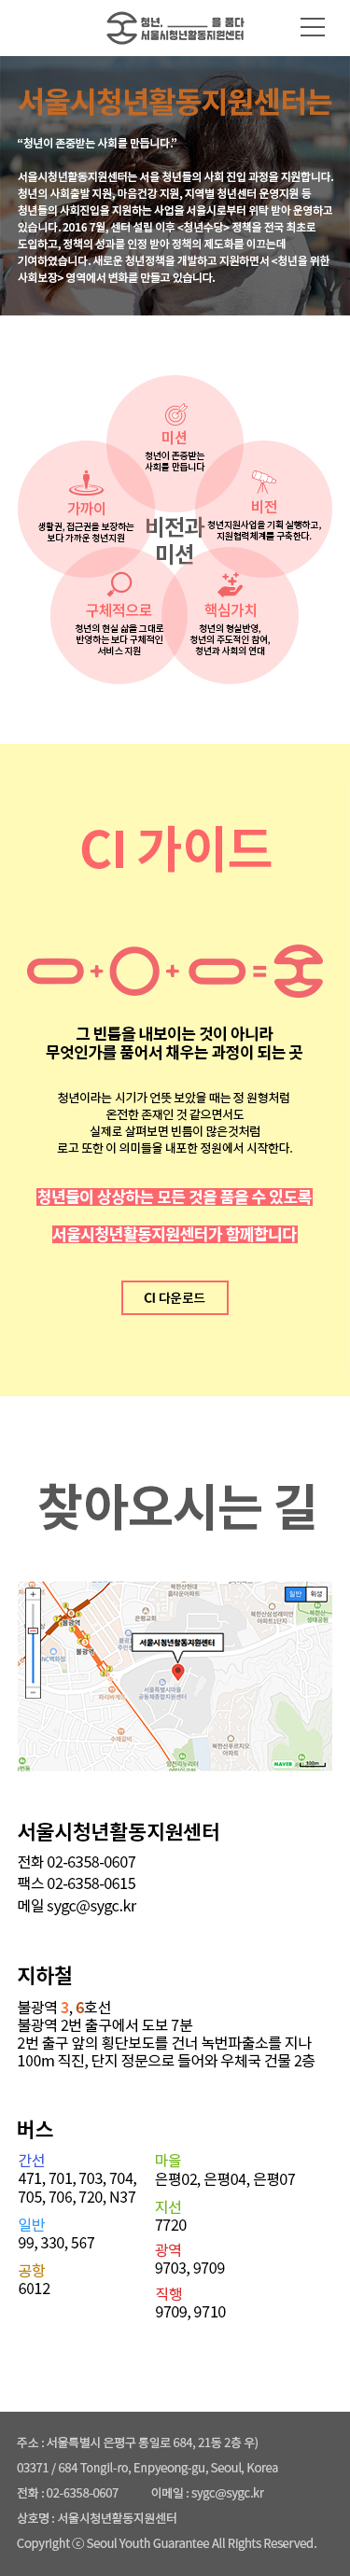 청년, ________ 을 품다
서울시청년활동지원센터
서울시청년활동지원센터는
“청년이 존중받는 사회를 만듭니다.”
서울시청년활동지원센터는 서울 청년들의 사회 진입 과정을 지원합니다.
청년의 사회출발 지원, 마음건강 지원, 지역별 청년센터 운영지원 등
청년들의 사회진입을 지원하는 사업을 서울시로부터 위탁 받아 운영하고
있습니다. 2016 7월, 센터 설립 이후 <청년수당> 정책을 전국 최초로
도입하고, 정책의 성과를 인정 받아 정책의 제도화를 이끄는데
기여하였습니다. 새로운 청년정책을 개발하고 지원하면서 <청년을 위한
사회보장> 영역에서 변화를 만들고 있습니다.
미션
청년이 존중받는
사회를 만듭니다
가까이
생활권, 접근권을 보장하는
보다 가까운 청년지원
비전
청년지원사업을 기획 실행하고,
지원협력체계를 구축한다.
비전과
미션
구체적으로
청년의 현실 삶을 그대로
반영하는 보다 구체적인
서비스 지원
핵심가치
청년의 형실반영,
청년의 주도적인 참여,
청년과 사회의 연대
CI 가이드
+ + =
그 빈틈을 내보이는 것이 아니라
무엇인가를 품어서 채우는 과정이 되는 곳
청년이라는 시기가 언뜻 보았을 때는 정 원형처럼
온전한 존재인 것 같으면서도
실제로 살펴보면 빈틈이 많은것처럼
로고 또한 이 의미들을 내포한 정원에서 시작한다.
청년들이 상상하는 모든 것을 품을 수 있도록
서울시청년활동지원센터가 함께합니다
CI 다운로드
찾아오시는 길
일반 위성
불광역
은평교회
불광역
NC백화점
서울시청년활동지원센터
파리바게뜨
수재갈비
NAVER 100m
서울시청년활동지원센터
전화 02-6358-0607
팩스 02-6358-0615
메일 sygc@sygc.kr
지하철
불광역 3, 6호선
불광역 2번 출구에서 도보 7분
2번 출구 앞의 횡단보도를 건너 녹번파출소를 지나
100m 직진, 단지 정문으로 들어와 우체국 건물 2층
버스
간선
471, 701, 703, 704,
705, 706, 720, N37
일반
99, 330, 567
공항
6012
마을
은평02, 은평04, 은평07
지선
7720
광역
9703, 9709
직행
9709, 9710
주소 : 서울특별시 은평구 통일로 684, 21동 2층 우)
03371 / 684 Tongil-ro, Enpyeong-gu, Seoul, Korea
전화 : 02-6358-0607 이메일 : sygc@sygc.kr
상호명 : 서울시청년활동지원센터
Copyright ⓒ Seoul Youth Guarantee All Rights Reserved.